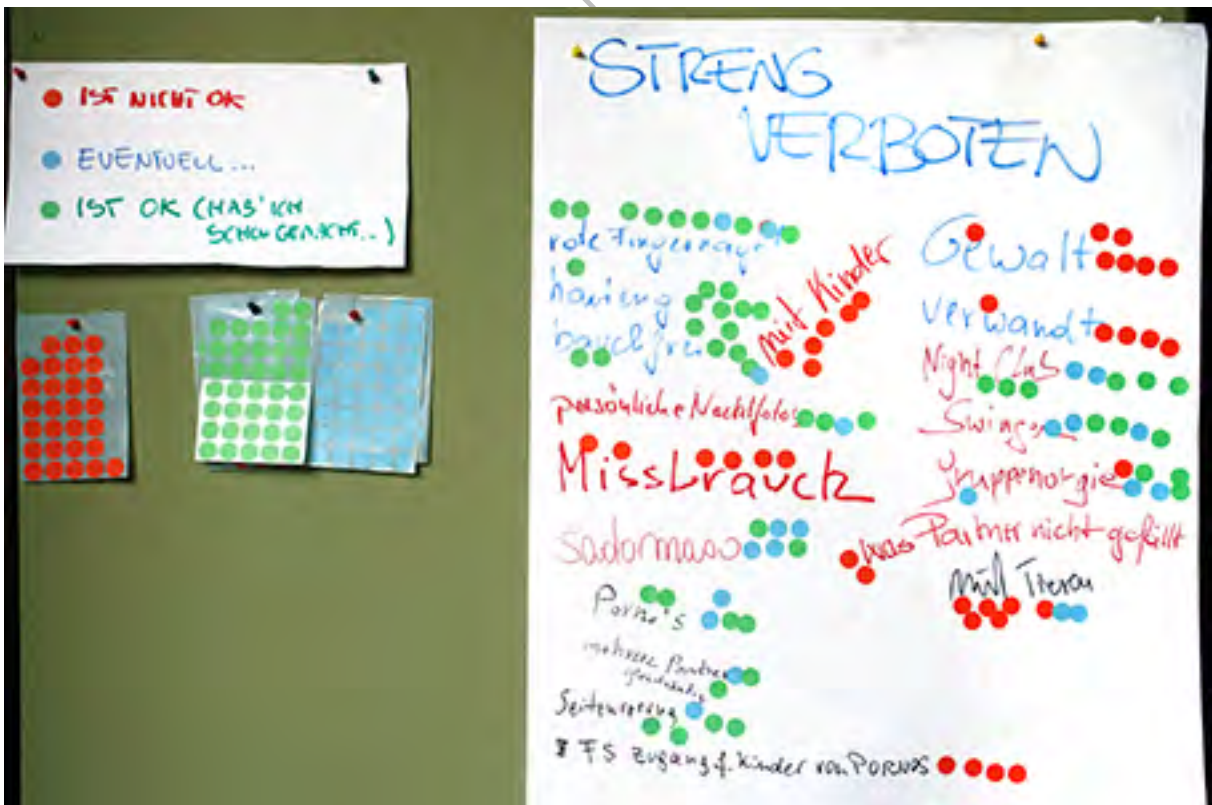 IST NICHT OK
EVENTUELL ...
IST OK (HAB' ICH
SCHON GEMACHT...)
STRENG
VERBOTEN
rote Fingernägel
bauchfrei
mit Kinder
persönliche Nacktfotos
Missbrauch
sadomaso
Porno's
mehrere Partner
Seitensprung
FS Zugang f. Kinder von PORNOS
Gewalt
Verwandte
Night Club
Swinger
Gruppenorgie
was Partner nicht gefällt
mit Tieren